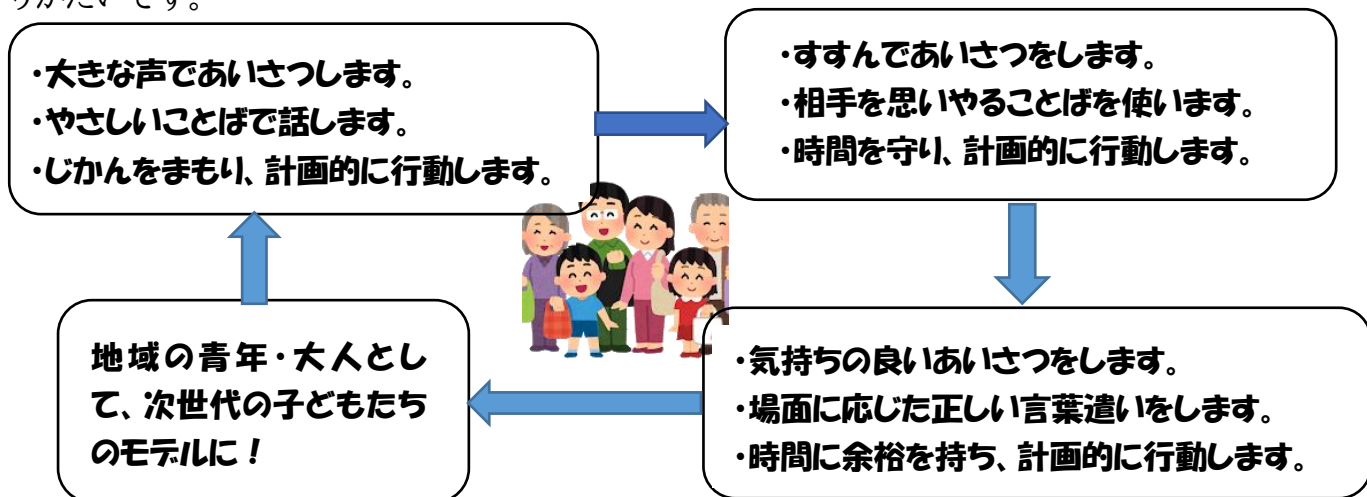 りがたいです。
・大きな声であいさつします。
・やさしいことばで話します。
・じかんをまもり、計画的に行動します。
・すすんであいさつをします。
・相手を思いやることばを使います。
・時間を守り、計画的に行動します。
・気持ちの良いあいさつをします。
・場面に応じた正しい言葉遣いをします。
・時間に余裕を持ち、計画的に行動します。
地域の青年・大人とし
て、次世代の子どもたち
のモデルに！